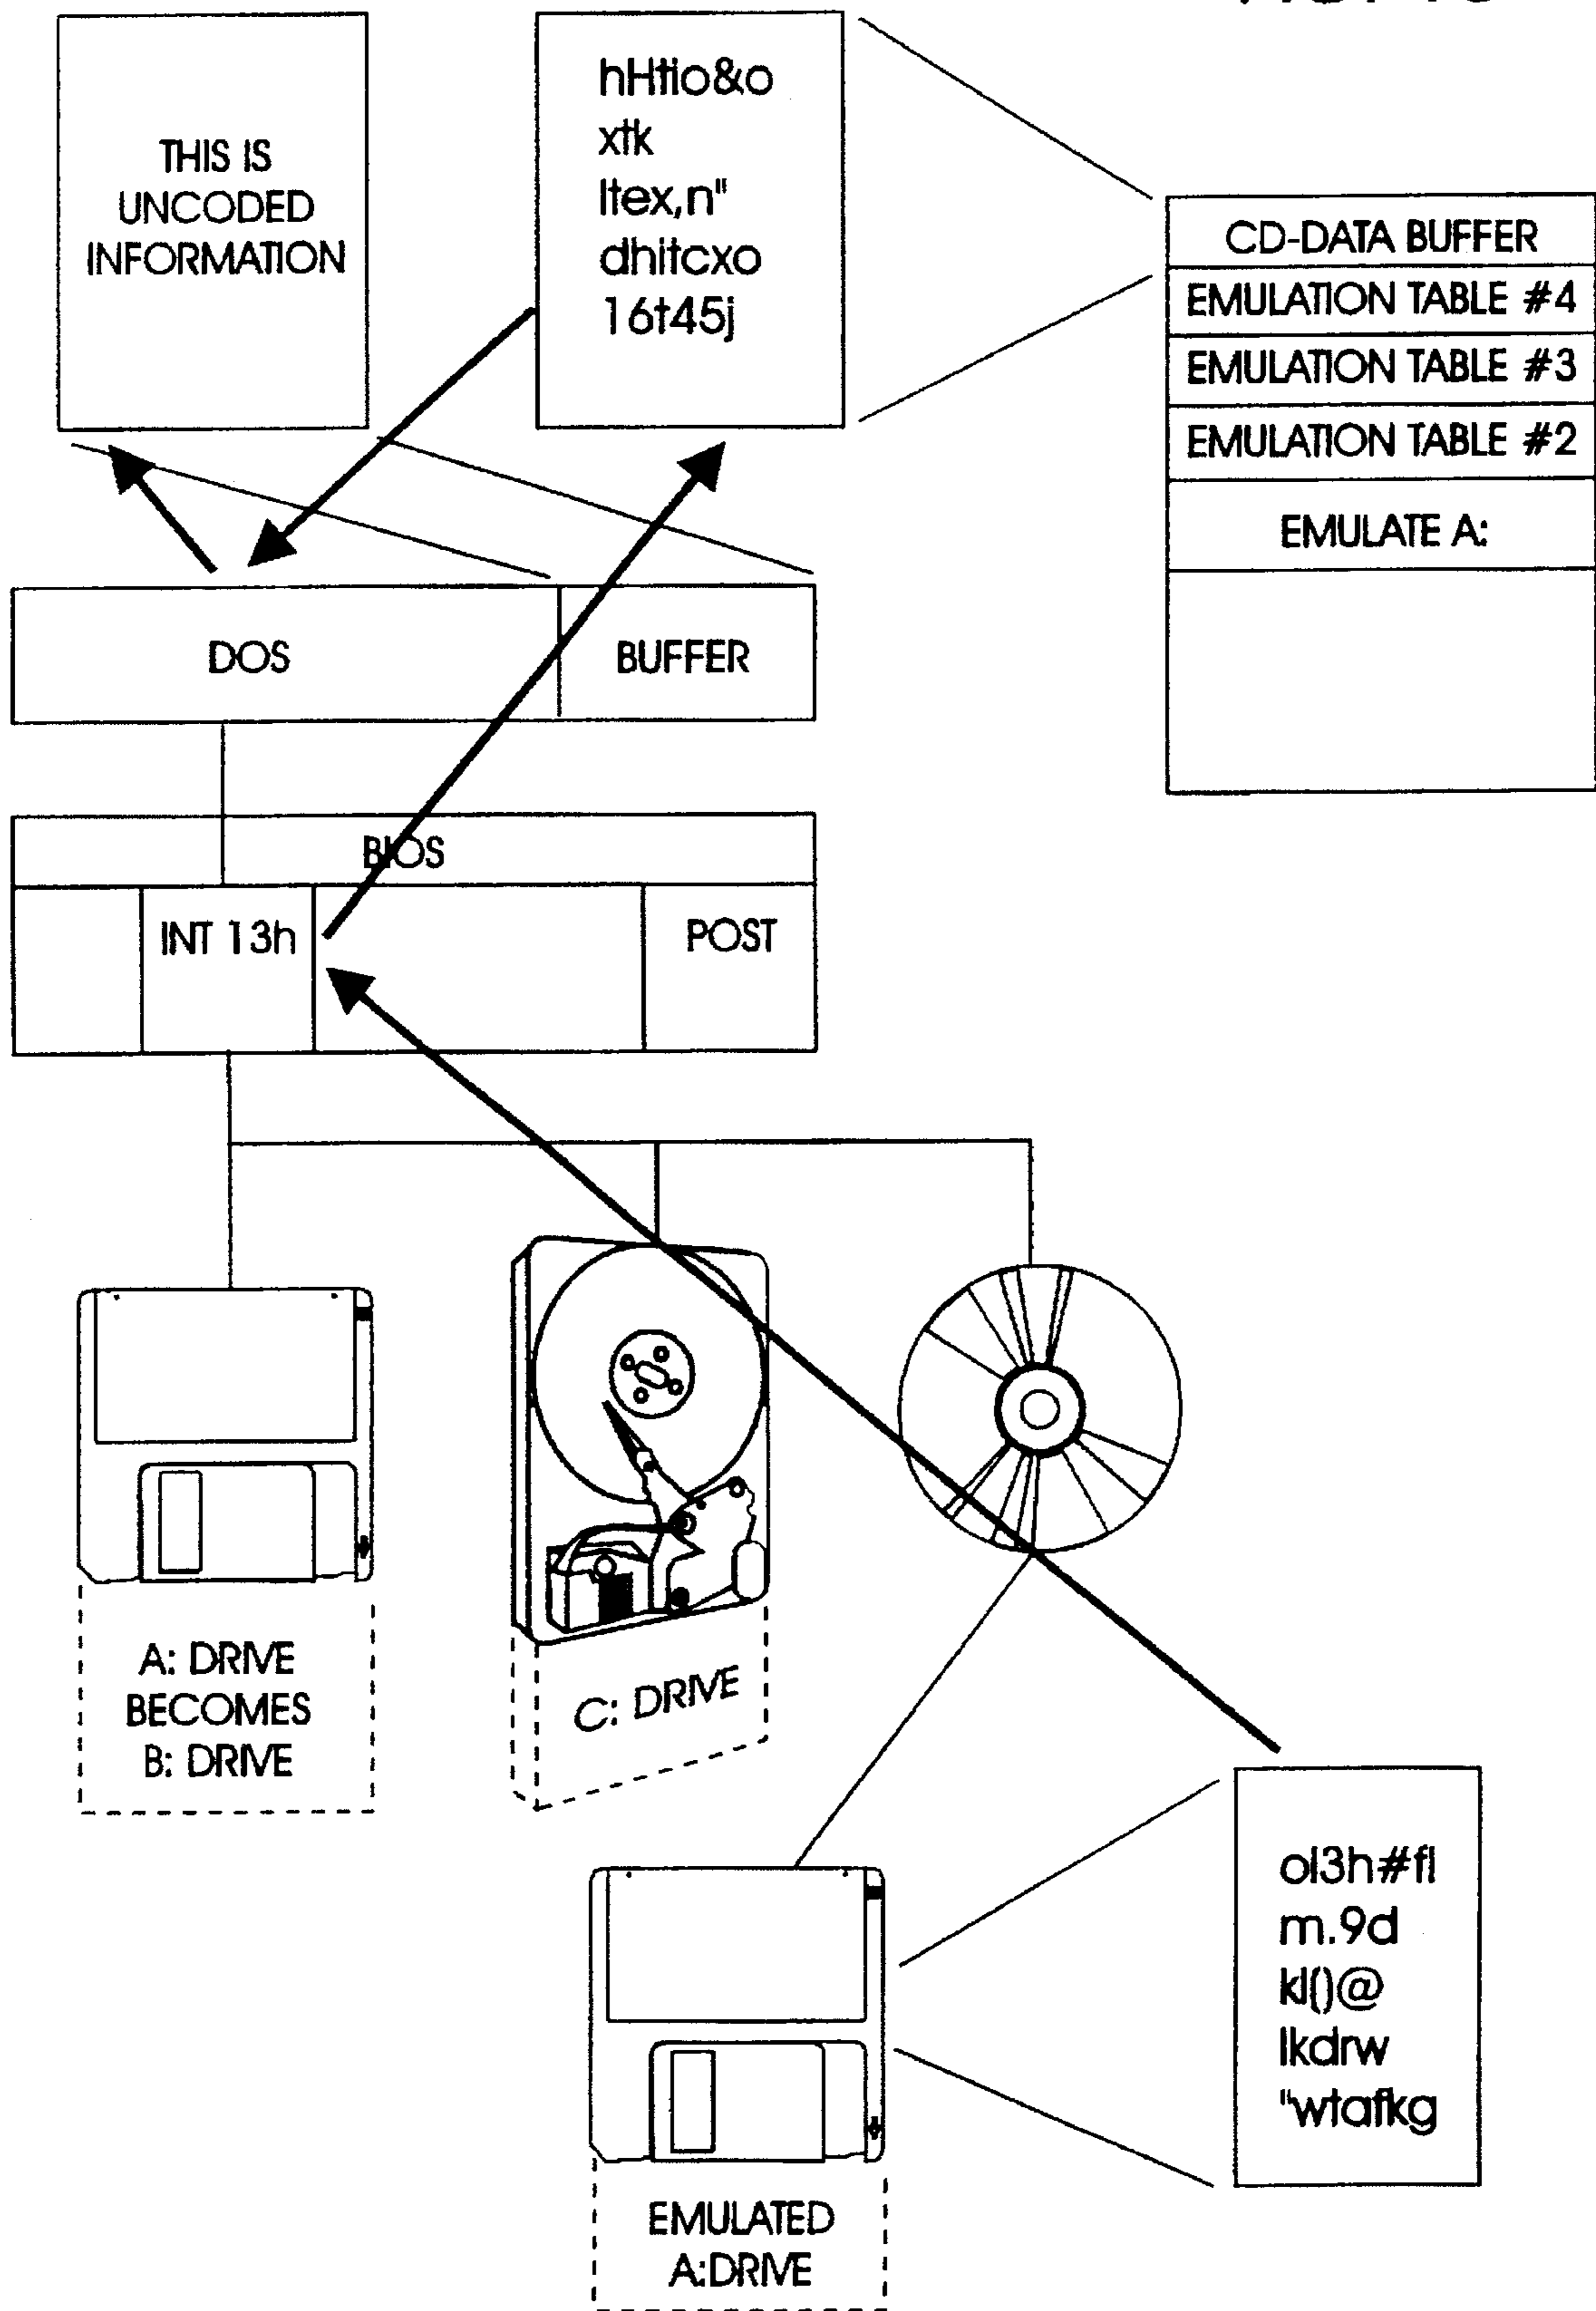 THIS IS
UNCODED
INFORMATION
hHtio&o
xtk
ltex,n"
dhitcxo
16t45j
CD-DATA BUFFER
EMULATION TABLE #4
EMULATION TABLE #3
EMULATION TABLE #2
EMULATE A:
DOS
BUFFER
BIOS
INT 13h
POST
A: DRIVE
BECOMES
B: DRIVE
C: DRIVE
EMULATED
A:DRIVE
ol3h#fl
m.9d
kl()@
lkdrw
"wtafkg